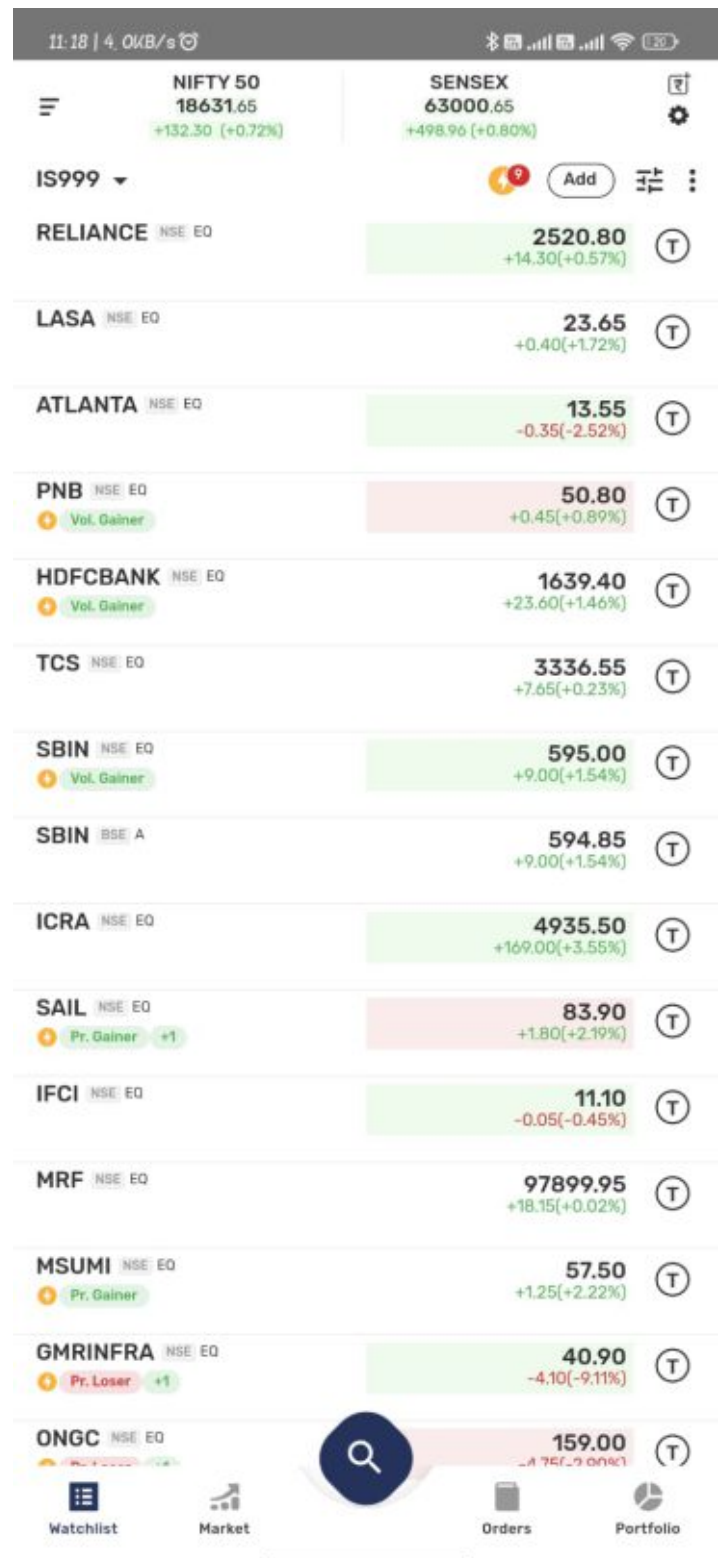 11:18 | 4.0KB/s
20
NIFTY 50
18631.65
+132.30 (+0.72%)
SENSEX
63000.65
+498.96 (+0.80%)
IS999
9
Add
RELIANCE NSE EQ
2520.80
+14.30(+0.57%)
T
LASA NSE EQ
23.65
+0.40(+1.72%)
T
ATLANTA NSE EQ
13.55
-0.35(-2.52%)
T
PNB NSE EQ
50.80
Vol. Gainer
+0.45(+0.89%)
T
HDFCBANK NSE EQ
1639.40
Vol. Gainer
+23.60(+1.46%)
T
TCS NSE EQ
3336.55
+7.65(+0.23%)
T
SBIN NSE EQ
595.00
Vol. Gainer
+9.00(+1.54%)
T
SBIN BSE A
594.85
+9.00(+1.54%)
T
ICRA NSE EQ
4935.50
+169.00(+3.55%)
T
SAIL NSE EQ
83.90
Pr. Gainer +1
+1.80(+2.19%)
T
IFCI NSE EQ
11.10
-0.05(-0.45%)
T
MRF NSE EQ
97899.95
+18.15(+0.02%)
T
MSUMI NSE EQ
57.50
Pr. Gainer
+1.25(+2.22%)
T
GMRINFRA NSE EQ
40.90
Pr. Loser +1
-4.10(-9.11%)
T
ONGC NSE EQ
159.00
Pr. Loser +1
-4.75(-2.90%)
T
Watchlist
Market
Orders
Portfolio